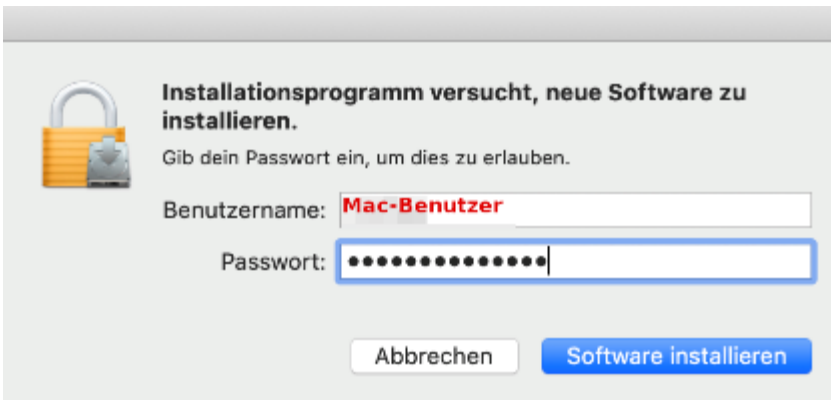 Installationsprogramm versucht, neue Software zu
installieren.
Gib dein Passwort ein, um dies zu erlauben.
Benutzername: Mac-Benutzer
Passwort: ••••••••••••••
Abbrechen Software installieren